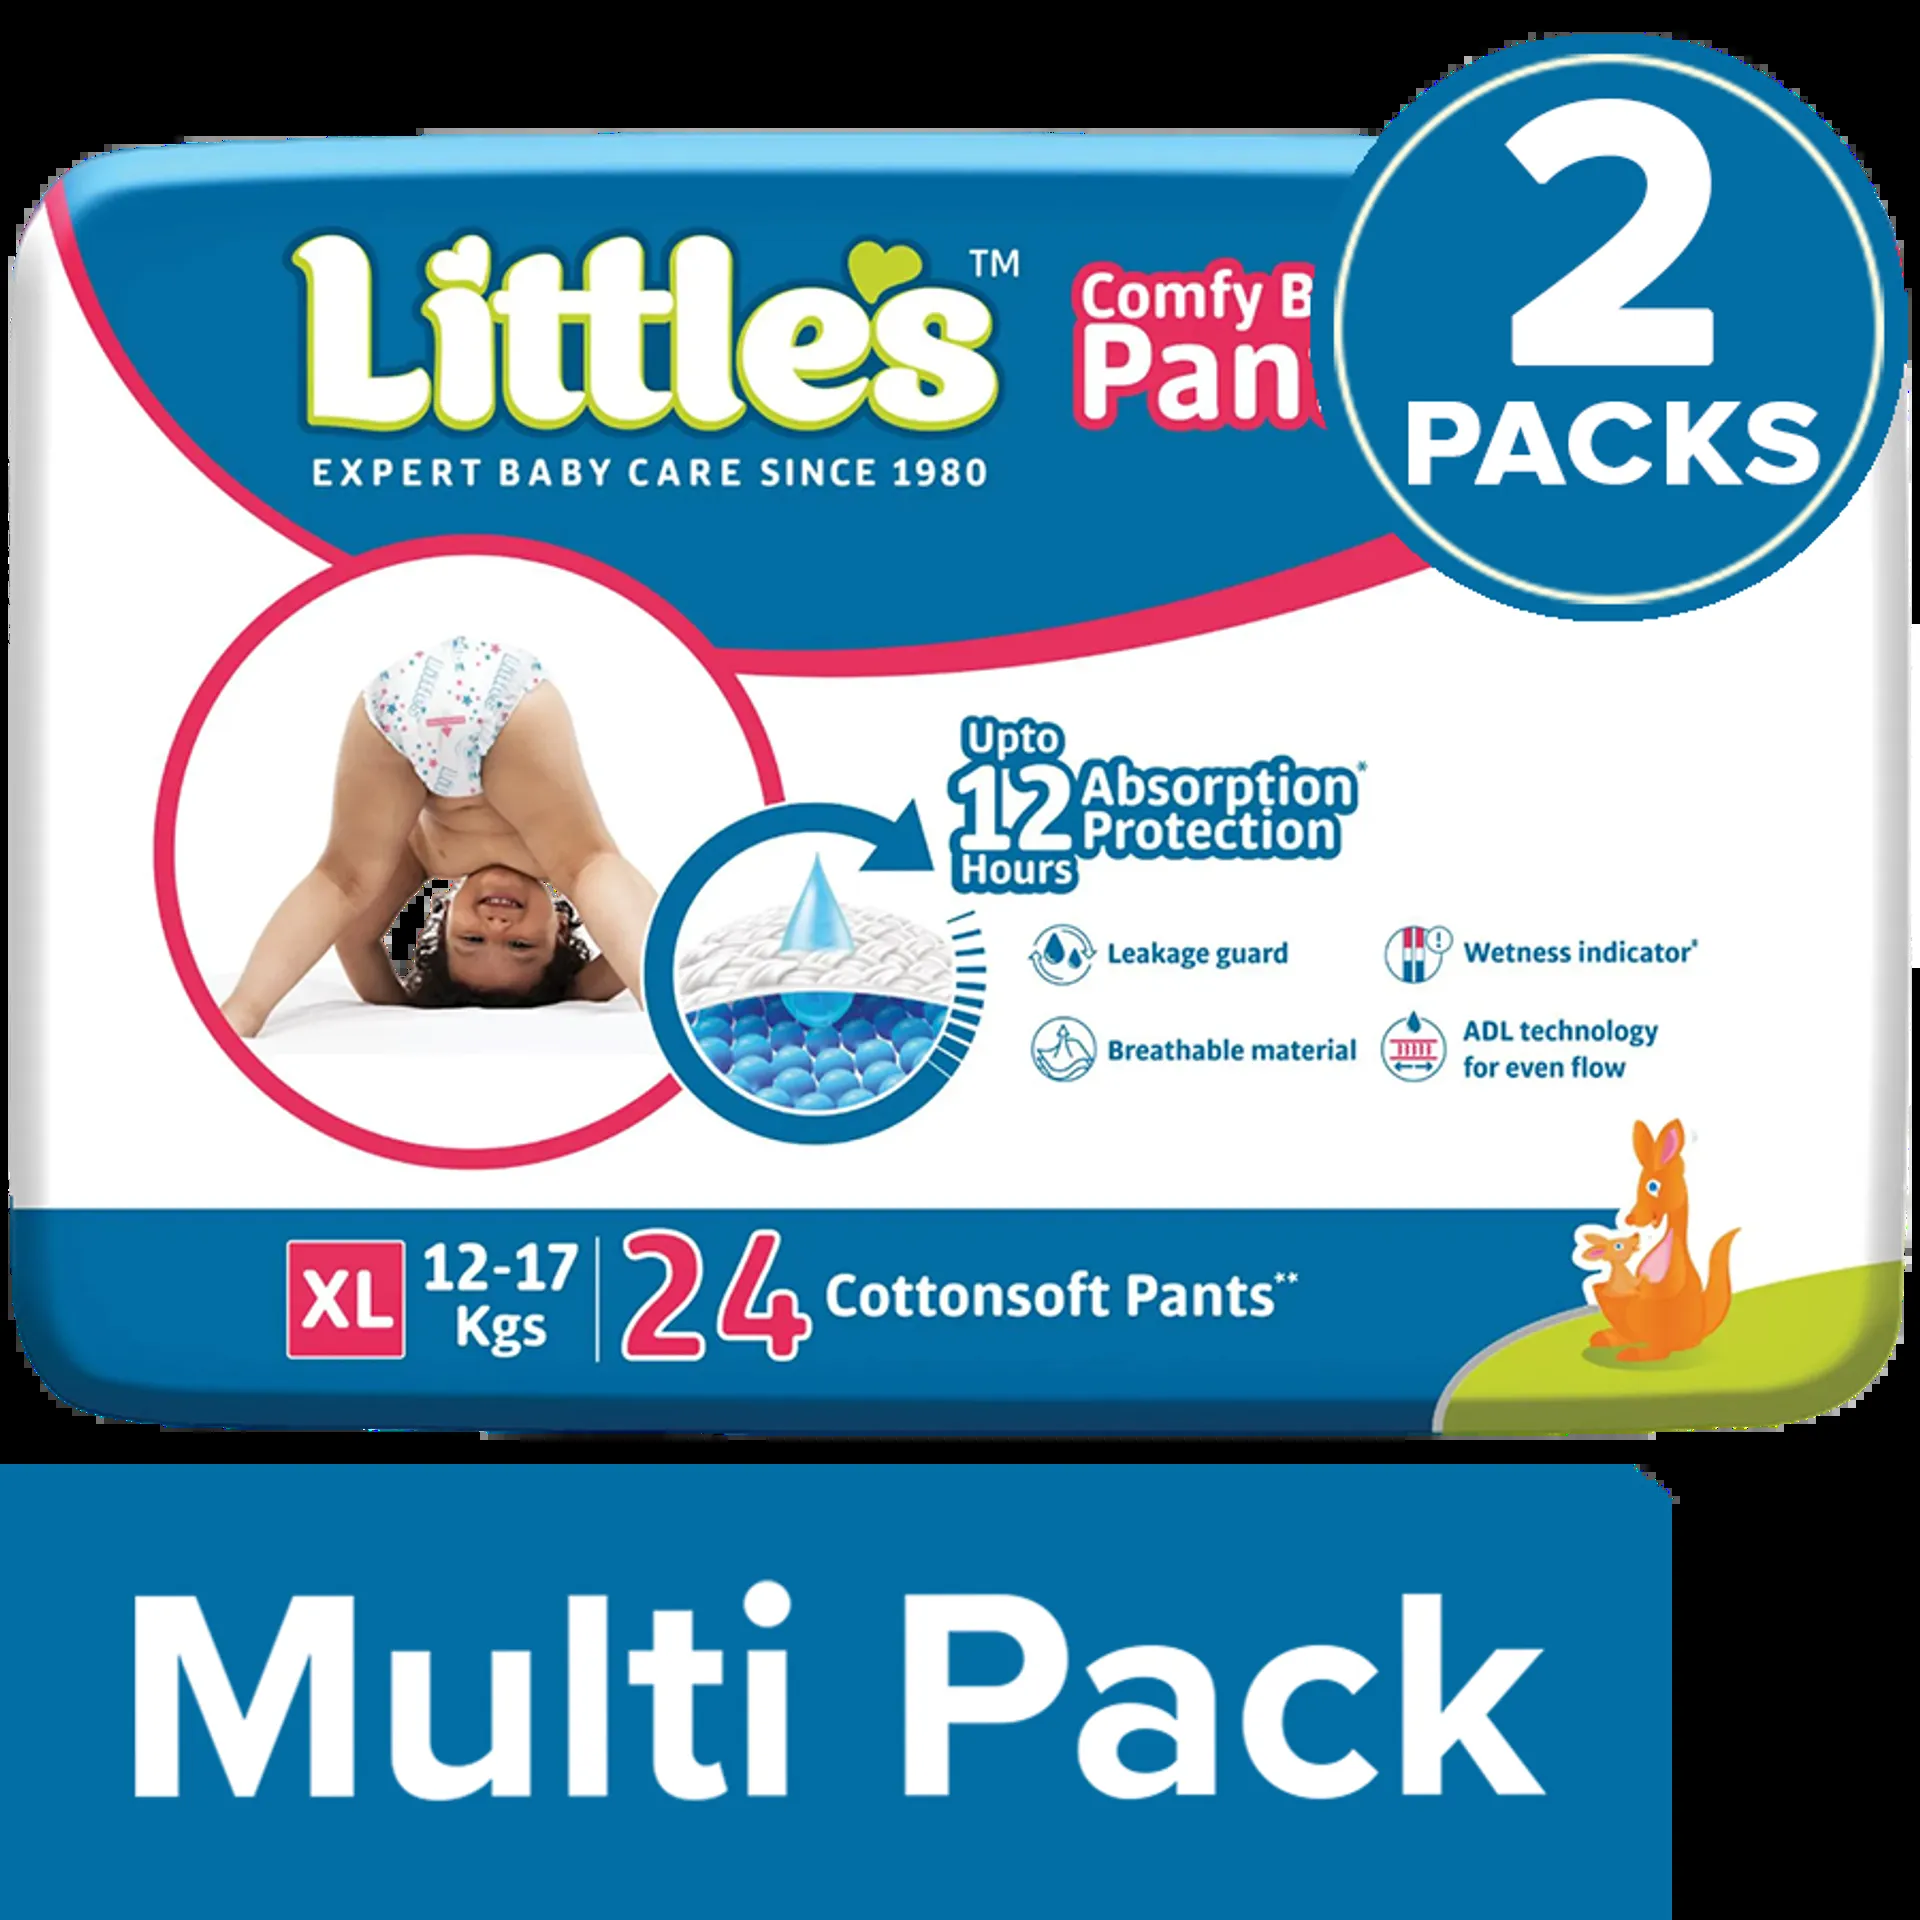 2
PACKS
Little's™
EXPERT BABY CARE SINCE 1980
Comfy B
Pan
Upto
12 Absorption*
Protection
Hours
Leakage guard
Wetness indicator*
Breathable material
ADL technology
for even flow
XL
12-17
Kgs
24 Cottonsoft Pants**
Multi Pack